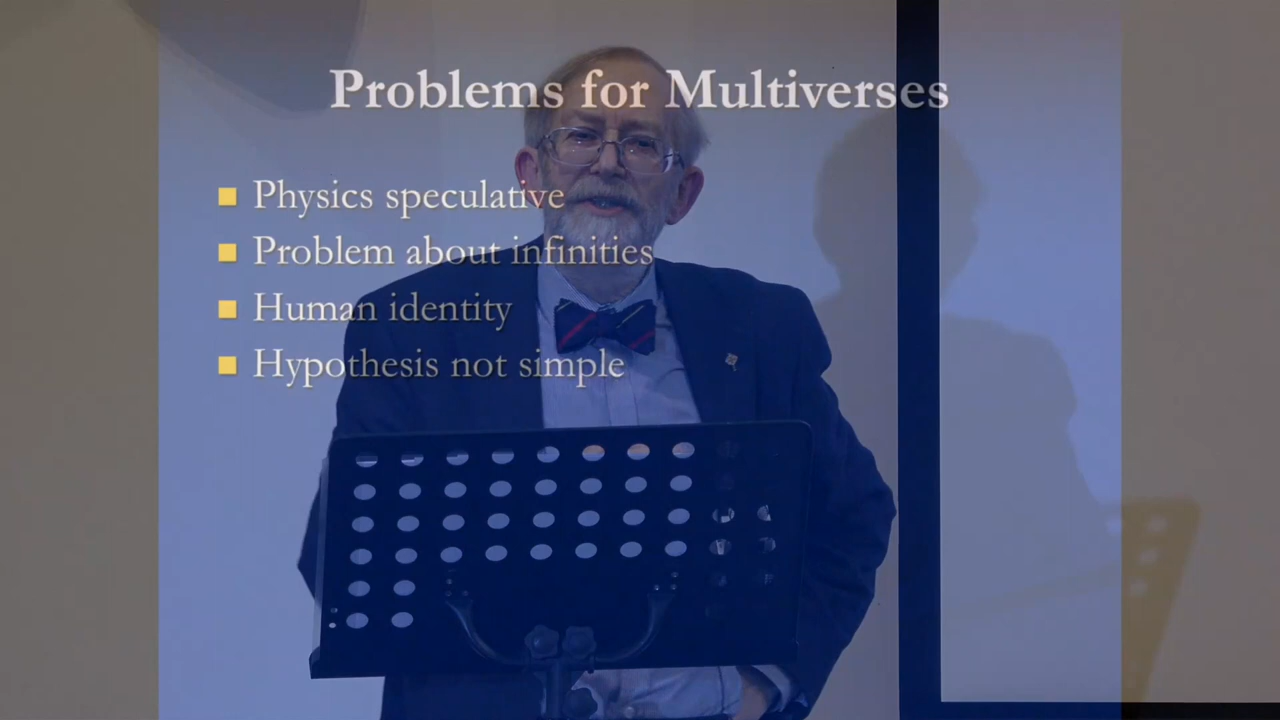 Problems for Multiverses
Physics speculative
Problem about infinities
Human identity
Hypothesis not simple